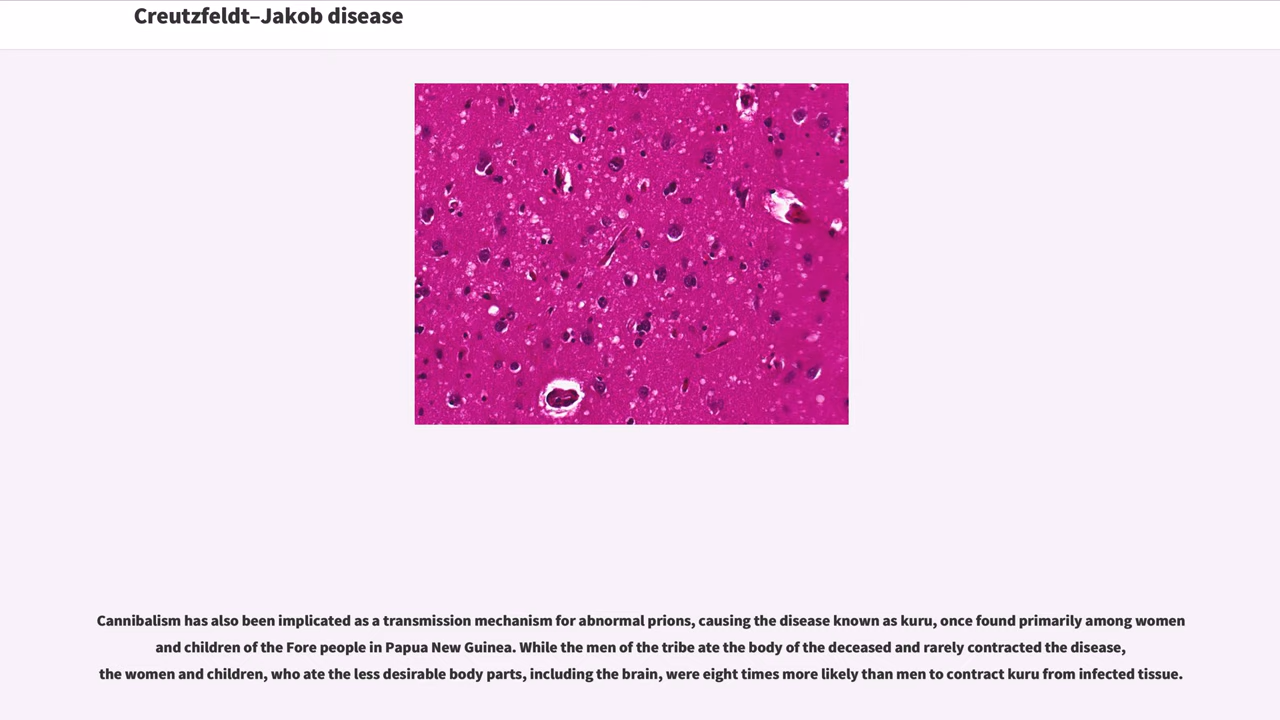 Creutzfeldt–Jakob disease
Cannibalism has also been implicated as a transmission mechanism for abnormal prions, causing the disease known as kuru, once found primarily among women
and children of the Fore people in Papua New Guinea. While the men of the tribe ate the body of the deceased and rarely contracted the disease,
the women and children, who ate the less desirable body parts, including the brain, were eight times more likely than men to contract kuru from infected tissue.